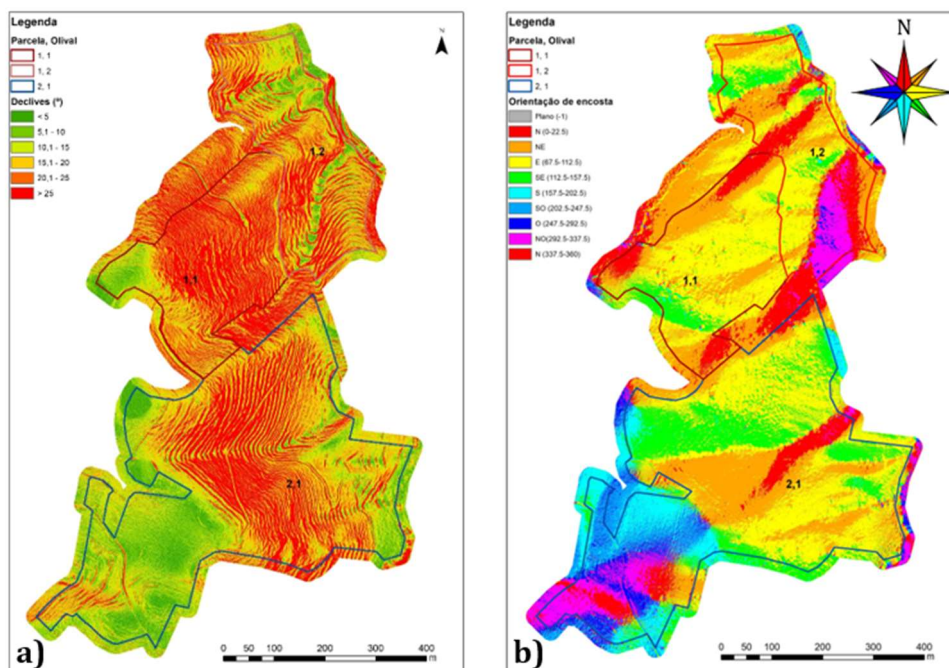 Legenda
Parcela, Olival
1, 1
1, 2
2, 1
Declives (º)
< 5
5,1 - 10
10,1 - 15
15,1 - 20
20,1 - 25
> 25
N
1,2
1,1
2,1
a)
0 50 100 200 300 400
m
Legenda
Parcela, Olival
1, 1
1, 2
2, 1
Orientação de encosta
Plano (-1)
N (0-22.5)
NE
E (67.5-112.5)
SE (112.5-157.5)
S (157.5-202.5)
SO (202.5-247.5)
O (247.5-292.5)
NO(292.5-337.5)
N (337.5-360)
N
1,2
1,1
2,1
b)
0 50 100 200 300 400
m